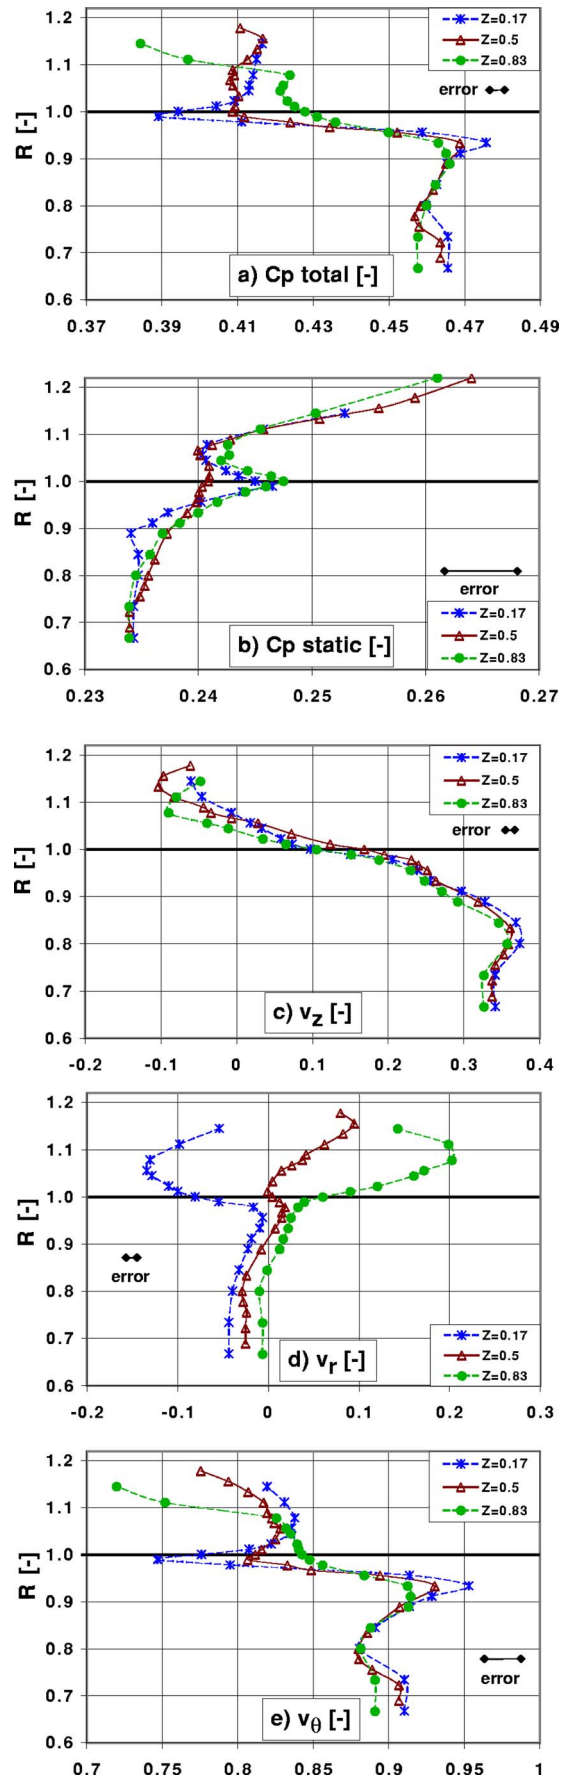 1.2
Z=0.17
Z=0.5
Z=0.83
1.1
error
1.0
R [-]
0.9
0.8
0.7
a) Cp total [-]
0.6
0.37 0.39 0.41 0.43 0.45 0.47 0.49
1.2
1.1
1.0
R [-]
0.9
0.8
error
Z=0.17
0.7
b) Cp static [-]
Z=0.5
Z=0.83
0.6
0.23 0.24 0.25 0.26 0.27
1.2
Z=0.17
Z=0.5
Z=0.83
1.1
error
1.0
R [-]
0.9
0.8
0.7
c) vz [-]
0.6
-0.2 -0.1 0 0.1 0.2 0.3 0.4
1.2
1.1
1.0
R [-]
0.9
error
0.8
0.7
d) vr [-]
Z=0.17
Z=0.5
Z=0.83
0.6
-0.2 -0.1 0 0.1 0.2 0.3
1.2
Z=0.17
Z=0.5
Z=0.83
1.1
1.0
R [-]
0.9
0.8
error
0.7
e) vθ [-]
0.6
0.7 0.75 0.8 0.85 0.9 0.95 1